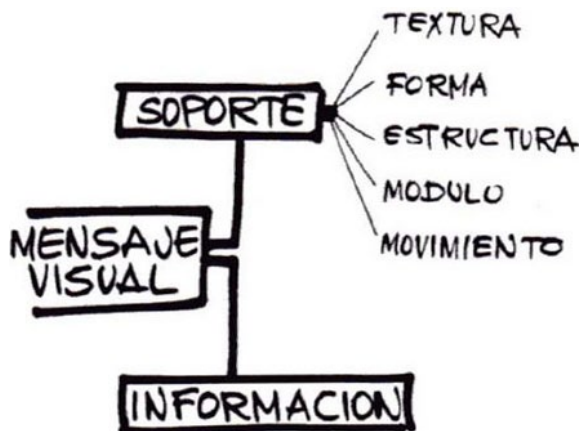 TEXTURA
SOPORTE
FORMA
ESTRUCTURA
MODULO
MENSAJE
VISUAL
MOVIMIENTO
INFORMACION